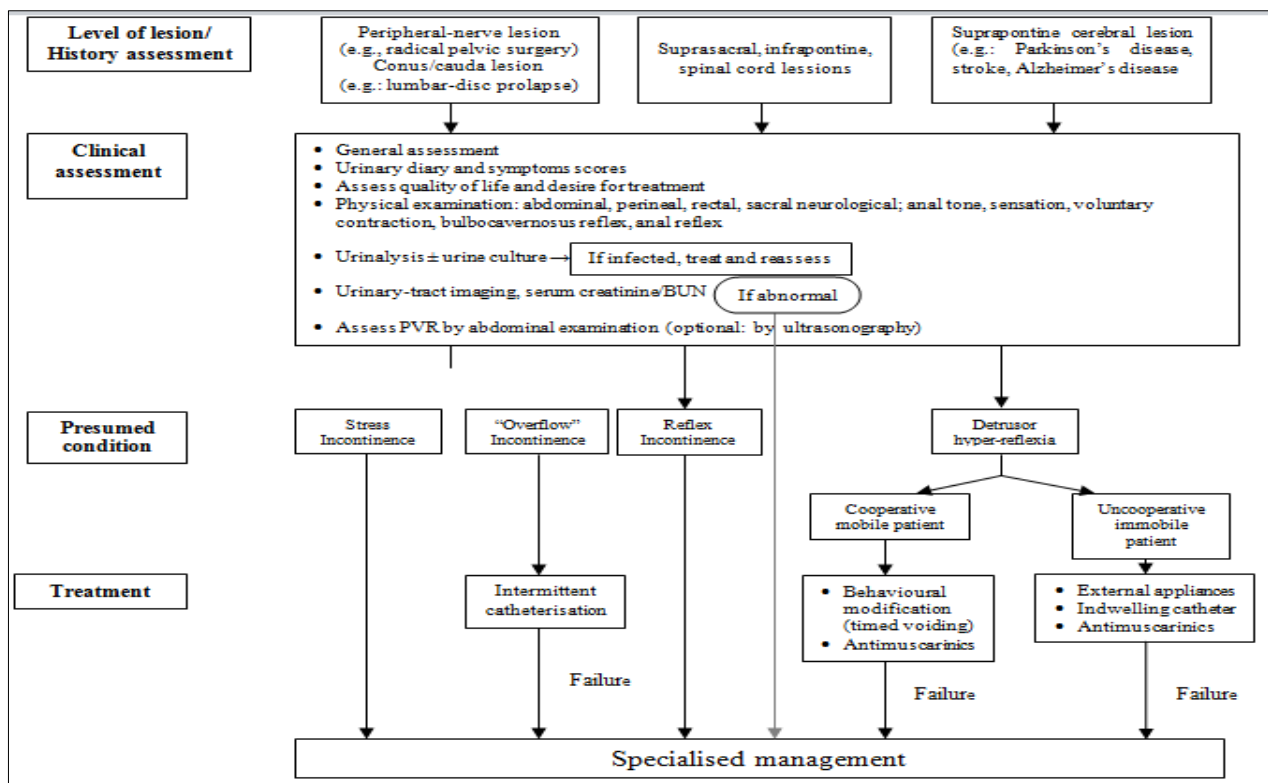 Level of lesion/
History assessment
Peripheral-nerve lesion
(e.g., radical pelvic surgery)
Conus/cauda lesion
(e.g.: lumbar-disc prolapse)
Suprasacral, infrapontine,
spinal cord lessions
Suprapontine cerebral lesion
(e.g.: Parkinson's disease,
stroke, Alzheimer's disease
Clinical
assessment
• General assessment
• Urinary diary and symptoms scores
• Assess quality of life and desire for treatment
• Physical examination: abdominal, perineal, rectal, sacral neurological; anal tone, sensation, voluntary
contraction, bulbocavernosus reflex, anal reflex
• Urinalysis ± urine culture → If infected, treat and reassess
• Urinary-tract imaging, serum creatinine/BUN If abnormal
• Assess PVR by abdominal examination (optional: by ultrasonography)
Presumed
condition
Stress
Incontinence
“Overflow”
Incontinence
Reflex
Incontinence
Detrusor
hyper-reflexia
Cooperative
mobile patient
Uncooperative
immobile
patient
Treatment
Intermittent
catheterisation
• Behavioural
modification
(timed voiding)
• Antimuscarinics
• External appliances
• Indwelling catheter
• Antimuscarinics
Failure
Failure
Failure
Specialised management